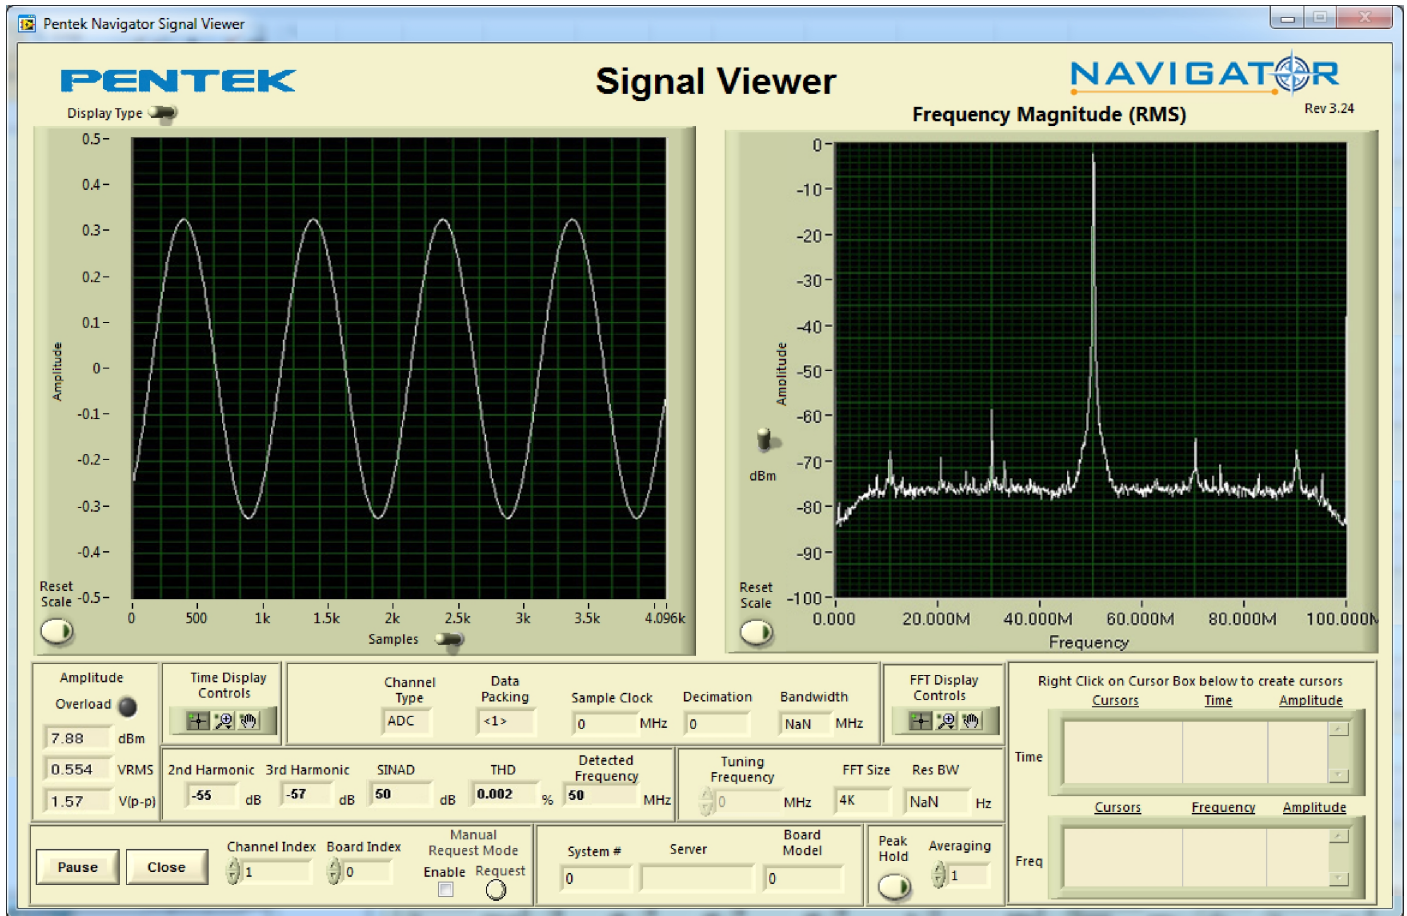 Pentek Navigator Signal Viewer
PENTEK
Signal Viewer
NAVIGATOR
Rev 3.24
Display Type
Frequency Magnitude (RMS)
0.5
0.4
0.3
0.2
0.1
0
-0.1
-0.2
-0.3
-0.4
-0.5
Amplitude
Reset
Scale
0 500 1k 1.5k 2k 2.5k 3k 3.5k 4.096k
Samples
0
-10
-20
-30
-40
-50
-60
-70
-80
-90
-100
Amplitude
dBm
Reset
Scale
0.000 20.000M 40.000M 60.000M 80.000M 100.000M
Frequency
Amplitude
Overload
7.88 dBm
0.554 VRMS
1.57 V(p-p)
Time Display
Controls
Channel
Type
ADC
Data
Packing
<1>
Sample Clock
0 MHz
Decimation
0
Bandwidth
NaN MHz
FFT Display
Controls
2nd Harmonic
-55 dB
3rd Harmonic
-57 dB
SINAD
50 dB
THD
0.002 %
Detected
Frequency
50 MHz
Tuning
Frequency
0 MHz
FFT Size
4K
Res BW
NaN Hz
Right Click on Cursor Box below to create cursors
Cursors Time Amplitude
Time
Cursors Frequency Amplitude
Freq
Pause
Close
Channel Index
1
Board Index
0
Manual
Request Mode
Enable Request
System #
0
Server
Board
Model
0
Peak
Hold
Averaging
1